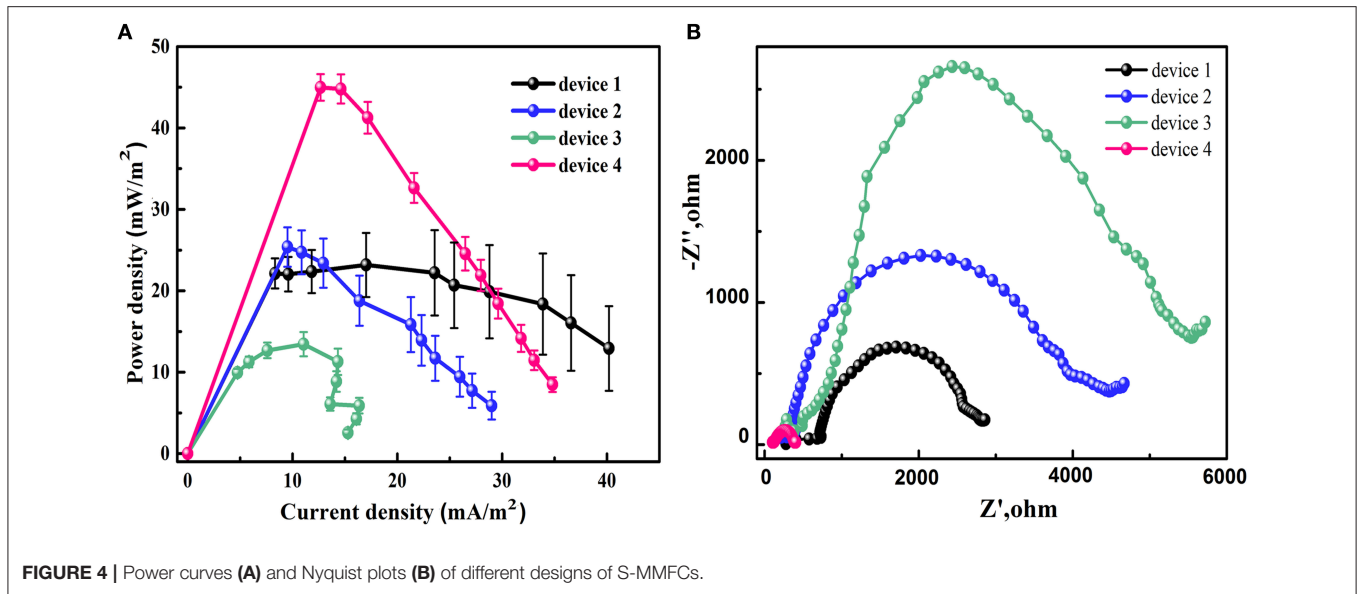 A
50
40
30
20
10
0
Power density (mW/m²)
0 10 20 30 40
Current density (mA/m²)
device 1
device 2
device 3
device 4
B
2000
1000
0
-Z'',ohm
0 2000 4000 6000
Z',ohm
device 1
device 2
device 3
device 4
FIGURE 4 | Power curves (A) and Nyquist plots (B) of different designs of S-MMFCs.